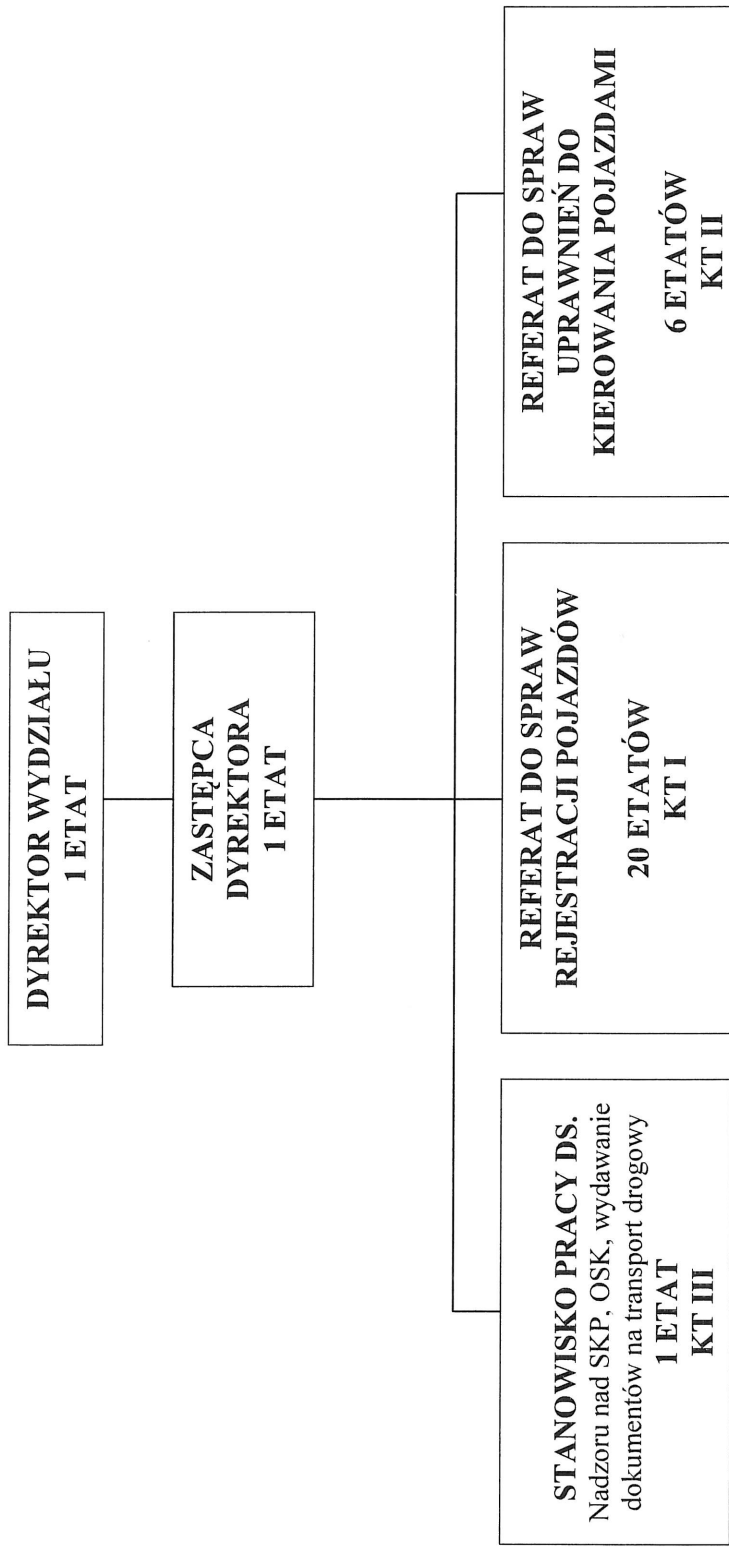 DYREKTOR WYDZIAŁU
1 ETAT
ZASTĘPCA
DYREKTORA
1 ETAT
STANOWISKO PRACY DS.
Nadzoru nad SKP, OSK, wydawanie
dokumentów na transport drogowy
1 ETAT
KT III
REFERAT DO SPRAW
REJESTRACJI POJAZDÓW
20 ETATÓW
KT I
REFERAT DO SPRAW
UPRAWNIEŃ DO
KIEROWANIA POJAZDAMI
6 ETATÓW
KT II